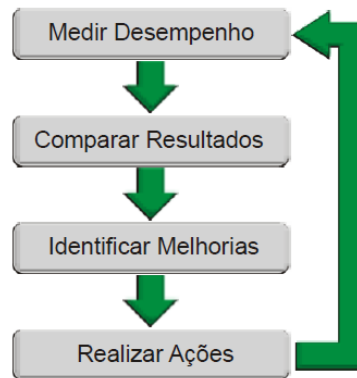 Medir Desempenho
Comparar Resultados
Identificar Melhorias
Realizar Ações